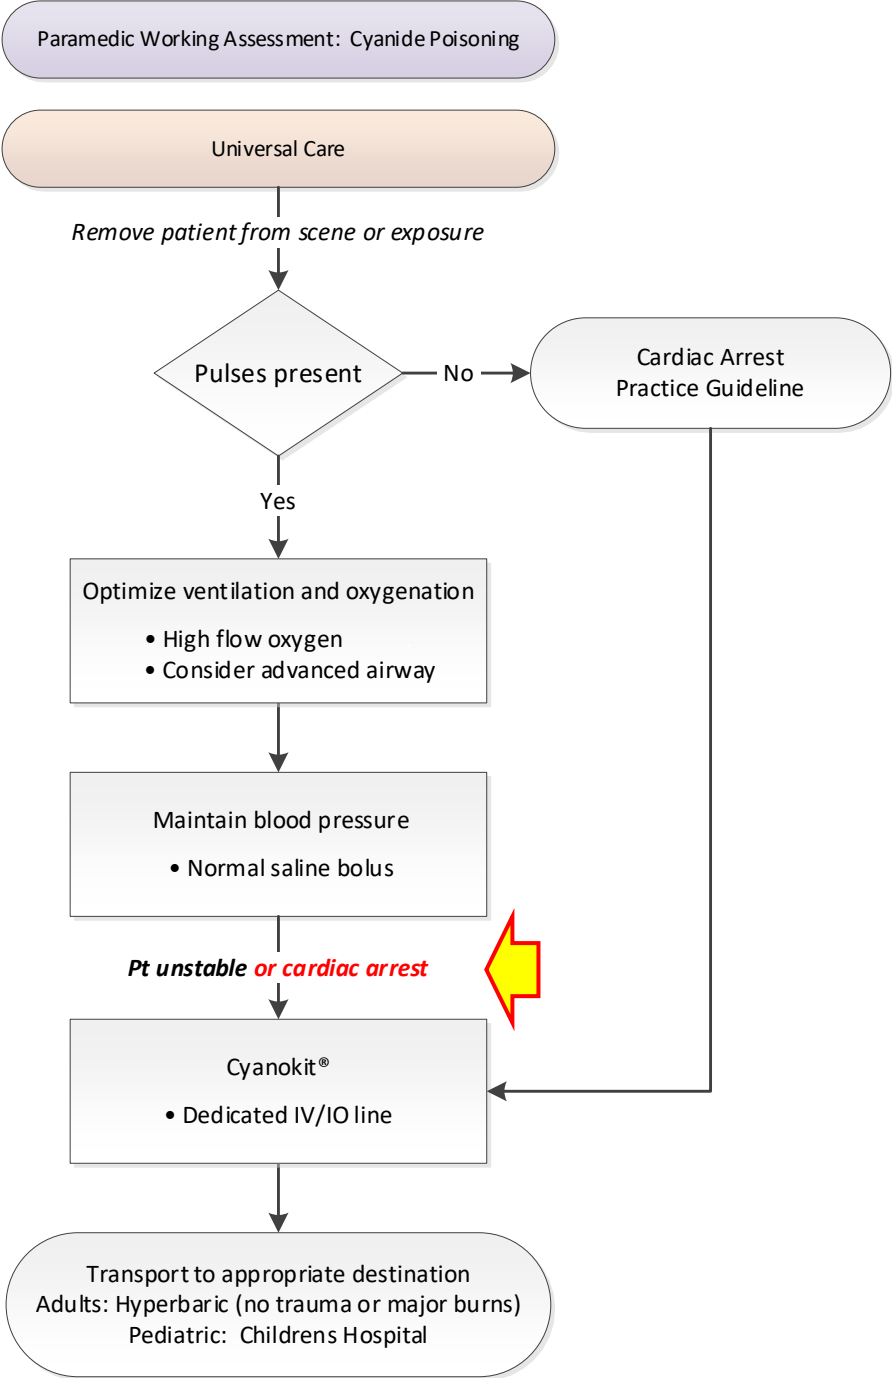 Paramedic Working Assessment: Cyanide Poisoning
Universal Care
Remove patient from scene or exposure
Pulses present
No
Cardiac Arrest
Practice Guideline
Yes
Optimize ventilation and oxygenation
• High flow oxygen
• Consider advanced airway
Maintain blood pressure
• Normal saline bolus
Pt unstable or cardiac arrest
Cyanokit®
• Dedicated IV/IO line
Transport to appropriate destination
Adults: Hyperbaric (no trauma or major burns)
Pediatric: Childrens Hospital